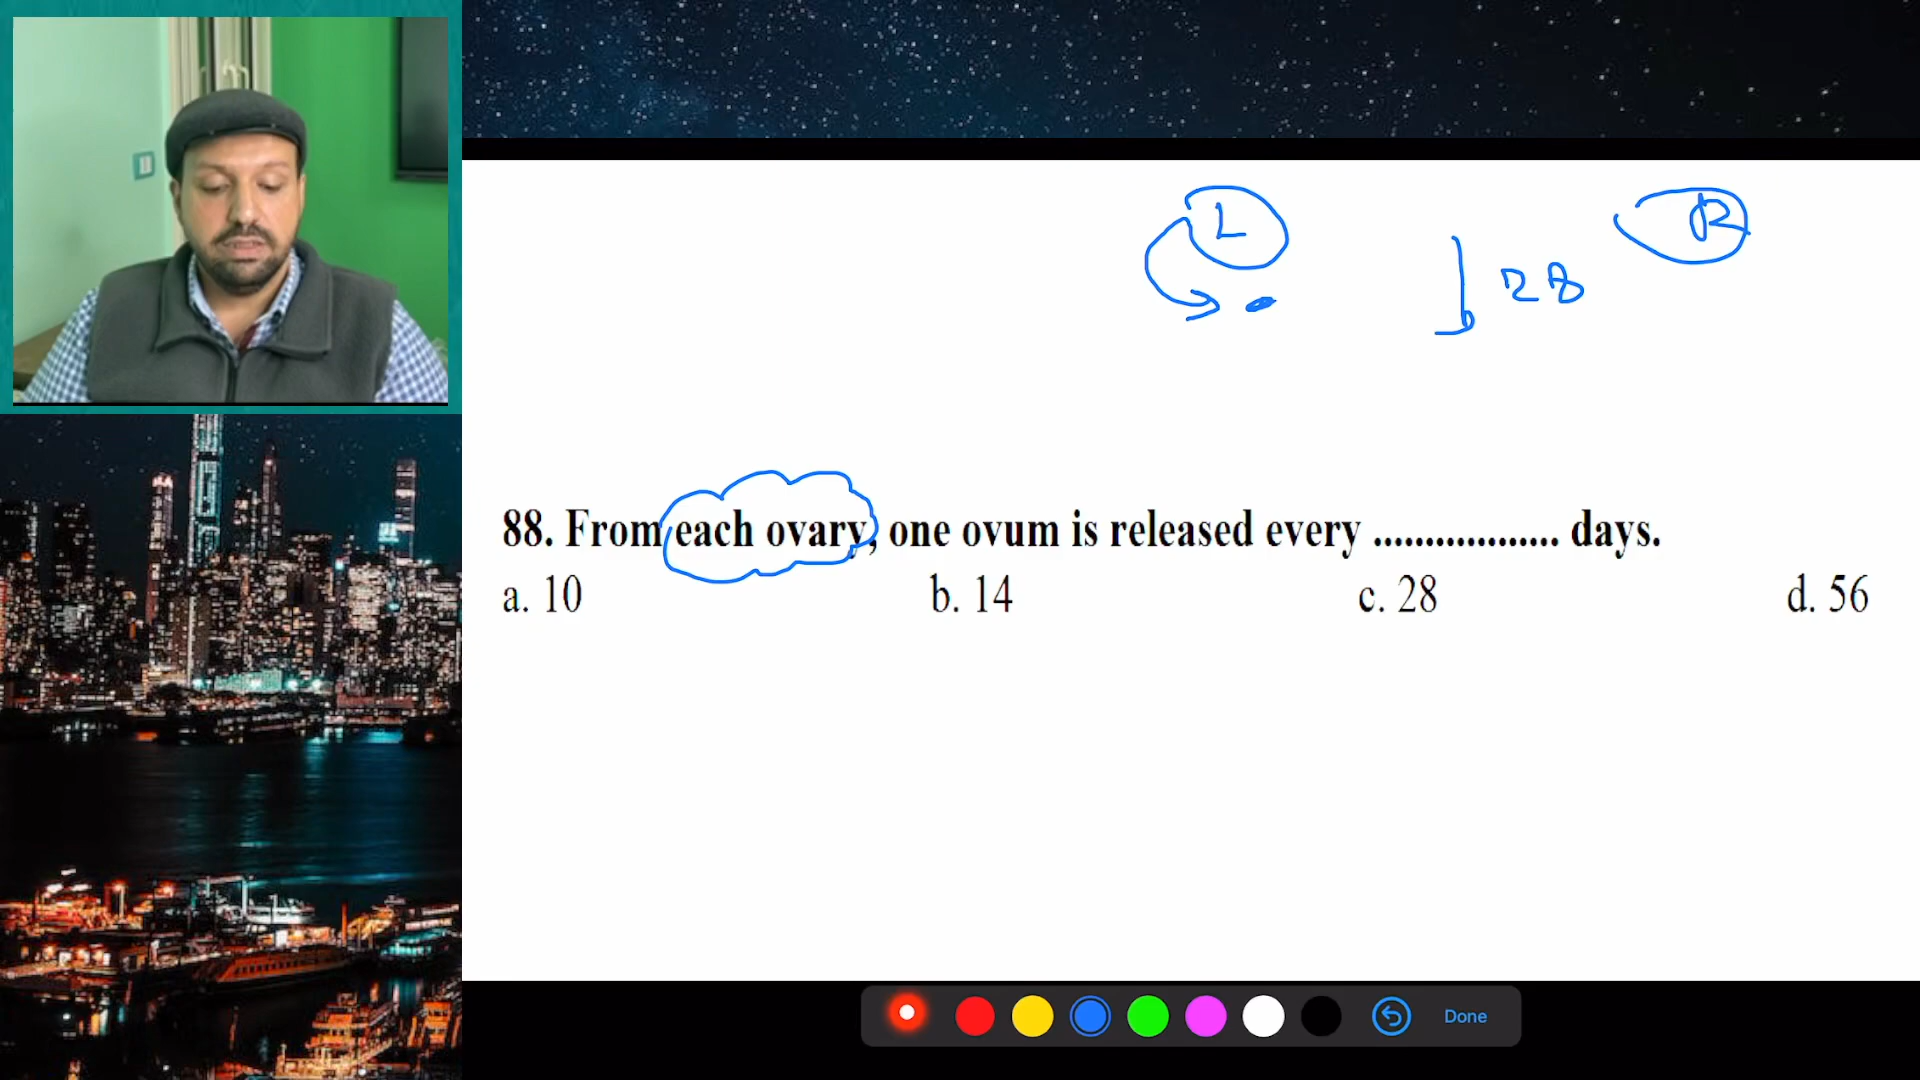 L
R
28
88. From each ovary, one ovum is released every .................. days.
a. 10 b. 14 c. 28 d. 56
Done